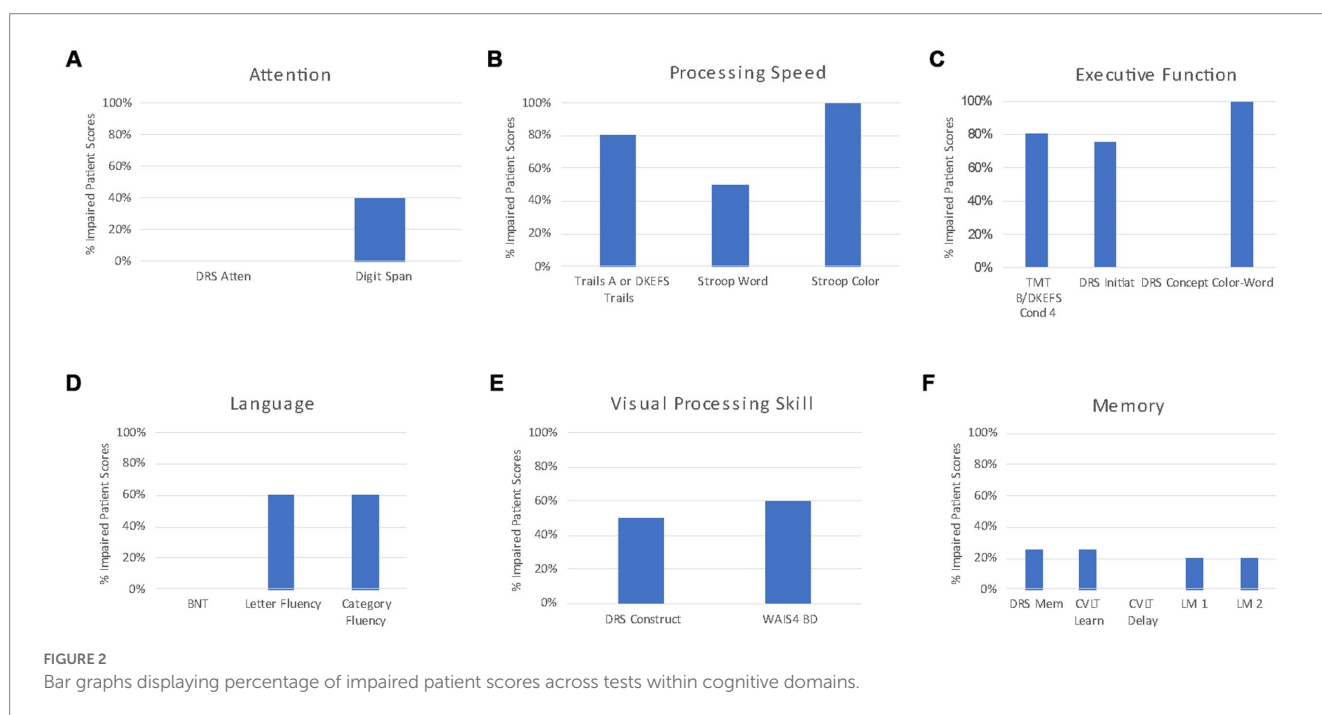 A
Attention
% Impaired Patient Scores
100%
80%
60%
40%
20%
0%
DRS Atten
Digit Span
B
Processing Speed
% Impaired Patient Scores
100%
80%
60%
40%
20%
0%
Trails A or DKEFS
Trails
Stroop Word
Stroop Color
C
Executive Function
% Impaired Patient Scores
100%
80%
60%
40%
20%
0%
TMT
B/DKEFS
Cond 4
DRS Initiat
DRS Concept
Color-Word
D
Language
% Impaired Patient Scores
100%
80%
60%
40%
20%
0%
BNT
Letter Fluency
Category
Fluency
E
Visual Processing Skill
% Impaired Patient Scores
100%
80%
60%
40%
20%
0%
DRS Construct
WAIS4 BD
F
Memory
% Impaired Patient Scores
100%
80%
60%
40%
20%
0%
DRS Mem
CVLT
Learn
CVLT
Delay
LM 1
LM 2
FIGURE 2
Bar graphs displaying percentage of impaired patient scores across tests within cognitive domains.